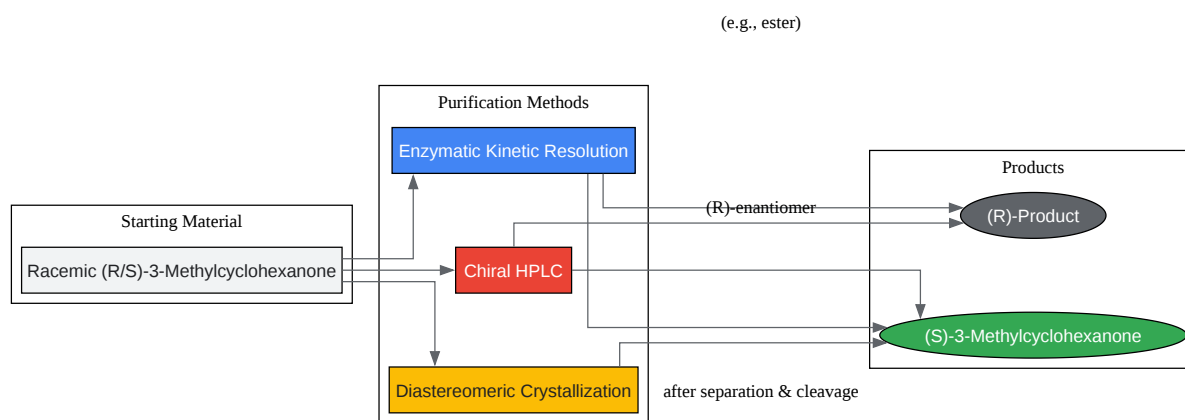 (e.g., ester)
Purification Methods
Enzymatic Kinetic Resolution
Products
Starting Material
(R)-enantiomer
(R)-Product
Racemic (R/S)-3-Methylcyclohexanone
Chiral HPLC
(S)-3-Methylcyclohexanone
Diastereomeric Crystallization
after separation & cleavage